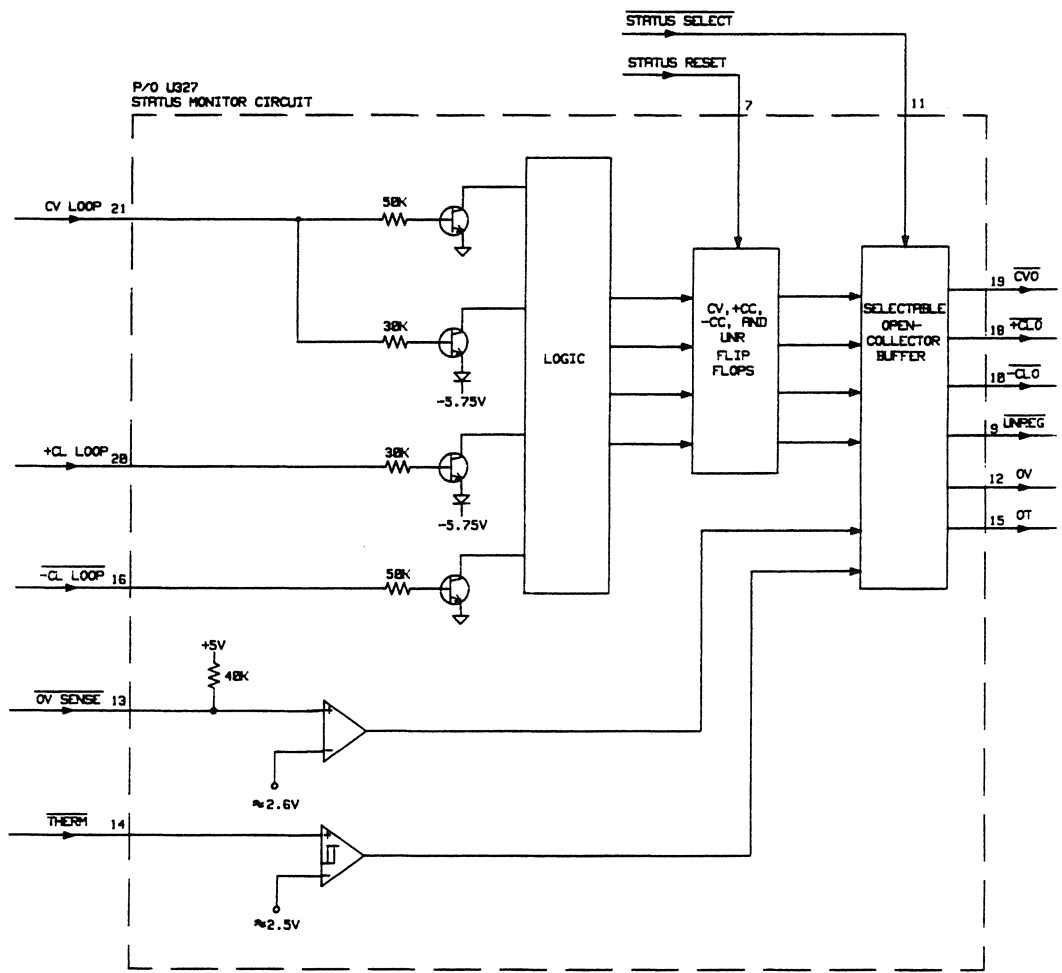 STATUS SELECT
STATUS RESET
P/O U327
STATUS MONITOR CIRCUIT
7
11
CV LOOP 21
50K
30K
-5.75V
+CL LOOP 20
30K
-5.75V
-CL LOOP 16
50K
LOGIC
CV, +CC,
-CC, AND
UNR
FLIP
FLOPS
SELECTABLE
OPEN-
COLLECTOR
BUFFER
19 CVO
18 +CLO
10 -CLO
9 UNREG
12 OV
15 OT
+5V
40K
OV SENSE 13
+
-
≈2.6V
THERM 14
+
-
≈2.5V